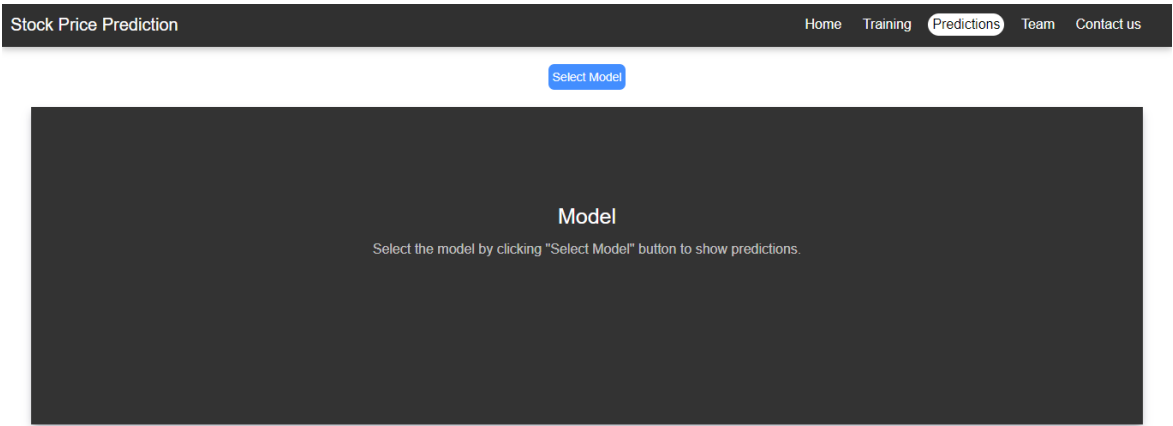 Stock Price Prediction Home Training Predictions Team Contact us
Select Model
Model
Select the model by clicking "Select Model" button to show predictions.